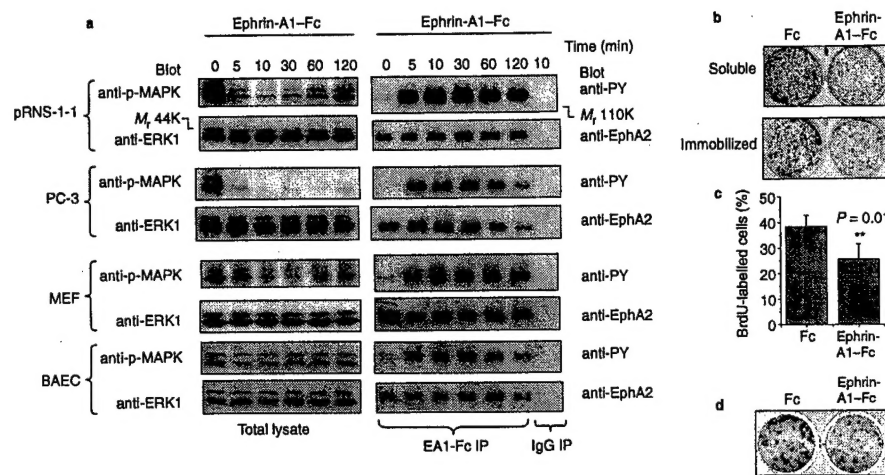 a
Ephrin-A1–Fc
Ephrin-A1–Fc
Blot 0 5 10 30 60 120
0 5 10 30 60 120 10 Time (min)
Blot
pRNS-1-1
anti-p-MAPK
anti-PY
Mr 44K
Mr 110K
anti-ERK1
anti-EphA2
PC-3
anti-p-MAPK
anti-PY
anti-ERK1
anti-EphA2
MEF
anti-p-MAPK
anti-PY
anti-ERK1
anti-EphA2
BAEC
anti-p-MAPK
anti-PY
anti-ERK1
anti-EphA2
Total lysate
EA1-Fc IP
IgG IP
b
Fc
Ephrin-
A1–Fc
Soluble
Immobilized
c
BrdU-labelled cells (%)
50
40
30
20
10
0
P = 0.01
**
Fc
Ephrin-
A1–Fc
d
Fc
Ephrin-
A1–Fc